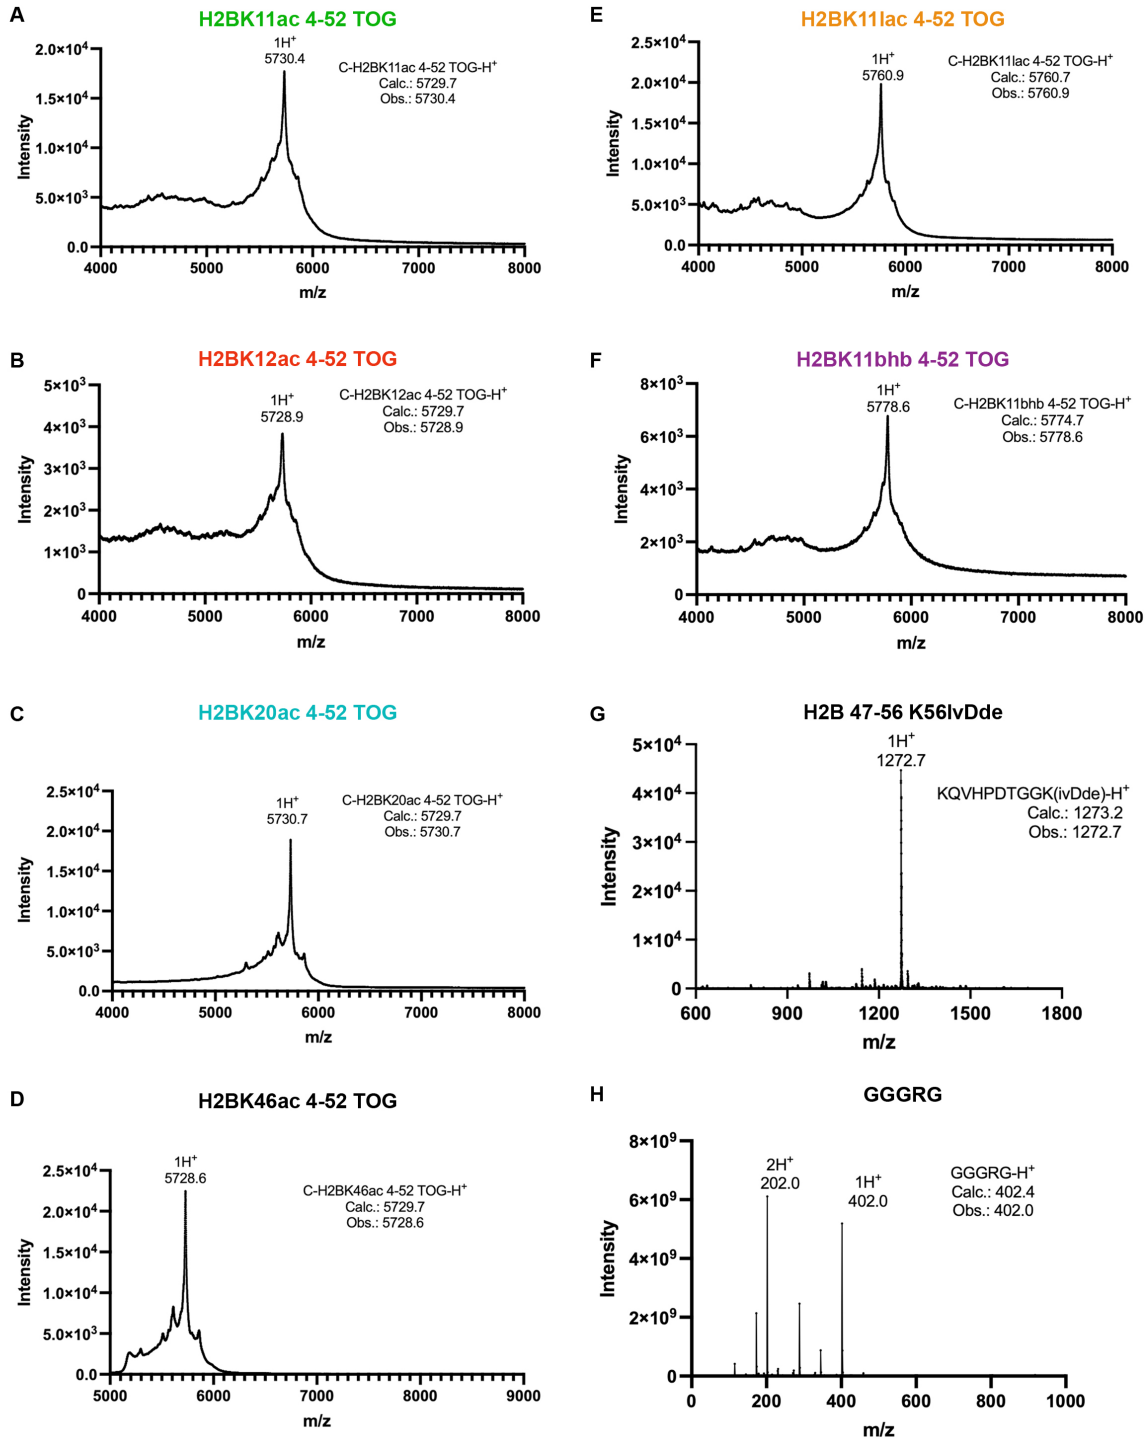 A
H2BK11ac 4-52 TOG
1H+
5730.4
C-H2BK11ac 4-52 TOG-H+
Calc.: 5729.7
Obs.: 5730.4
2.0×10⁴
1.5×10⁴
1.0×10⁴
5.0×10³
0.0
Intensity
4000 5000 6000 7000 8000
m/z
E
H2BK11lac 4-52 TOG
1H+
5760.9
C-H2BK11lac 4-52 TOG-H+
Calc.: 5760.7
Obs.: 5760.9
2.5×10⁴
2.0×10⁴
1.5×10⁴
1.0×10⁴
5.0×10³
0.0
Intensity
4000 5000 6000 7000 8000
m/z
B
H2BK12ac 4-52 TOG
1H+
5728.9
C-H2BK12ac 4-52 TOG-H+
Calc.: 5729.7
Obs.: 5728.9
5×10³
4×10³
3×10³
2×10³
1×10³
0
Intensity
4000 5000 6000 7000 8000
m/z
F
H2BK11bhb 4-52 TOG
1H+
5778.6
C-H2BK11bhb 4-52 TOG-H+
Calc.: 5774.7
Obs.: 5778.6
8×10³
6×10³
4×10³
2×10³
0
Intensity
4000 5000 6000 7000 8000
m/z
C
H2BK20ac 4-52 TOG
1H+
5730.7
C-H2BK20ac 4-52 TOG-H+
Calc.: 5729.7
Obs.: 5730.7
2.5×10⁴
2.0×10⁴
1.5×10⁴
1.0×10⁴
5.0×10³
0.0
Intensity
4000 5000 6000 7000 8000
m/z
G
H2B 47-56 K56IvDde
1H+
1272.7
KQVHPDTGGK(ivDde)-H+
Calc.: 1273.2
Obs.: 1272.7
5×10⁴
4×10⁴
3×10⁴
2×10⁴
1×10⁴
0
Intensity
600 900 1200 1500 1800
m/z
D
H2BK46ac 4-52 TOG
1H+
5728.6
C-H2BK46ac 4-52 TOG-H+
Calc.: 5729.7
Obs.: 5728.6
2.5×10⁴
2.0×10⁴
1.5×10⁴
1.0×10⁴
5.0×10³
0.0
Intensity
5000 6000 7000 8000 9000
m/z
H
GGGRG
2H+
202.0
1H+
402.0
GGGRG-H+
Calc.: 402.4
Obs.: 402.0
8×10⁹
6×10⁹
4×10⁹
2×10⁹
0
Intensity
0 200 400 600 800 1000
m/z